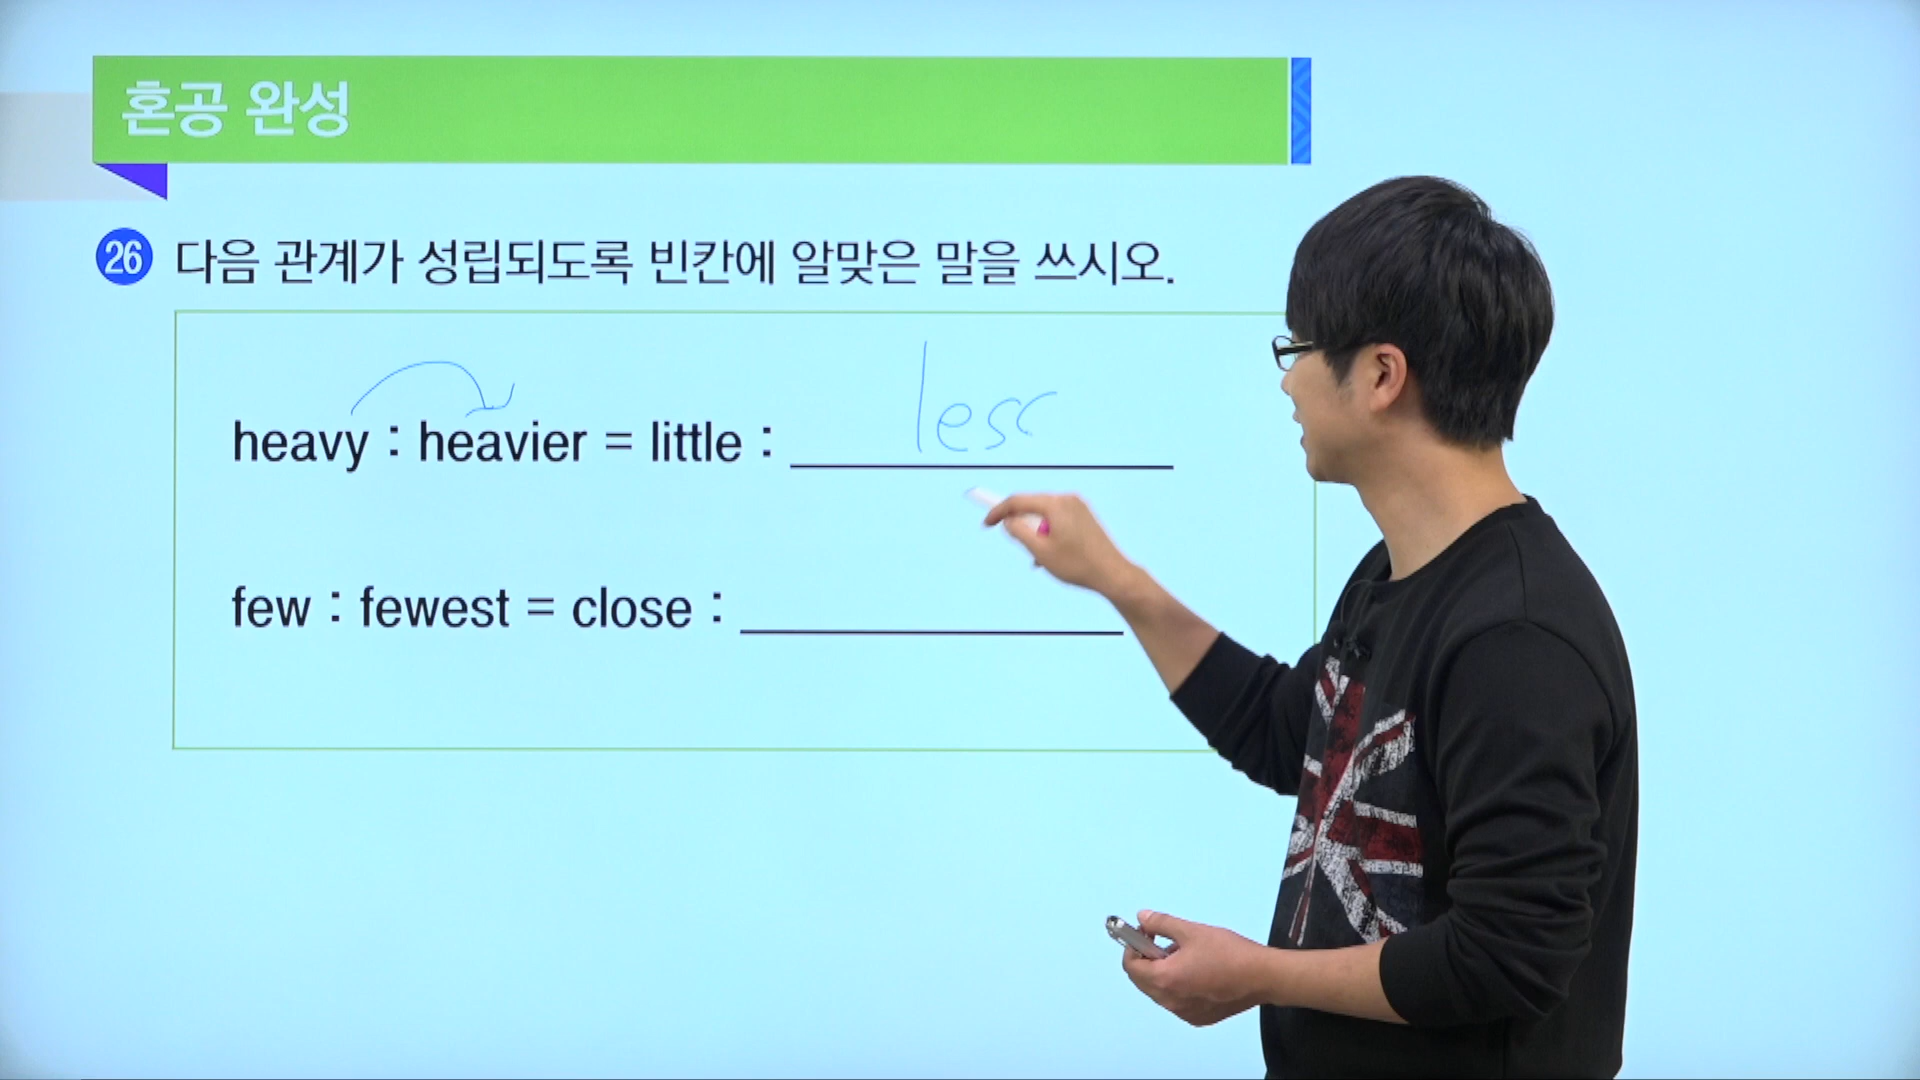 혼공 완성
26 다음 관계가 성립되도록 빈칸에 알맞은 말을 쓰시오.
heavy : heavier = little : less
few : fewest = close :